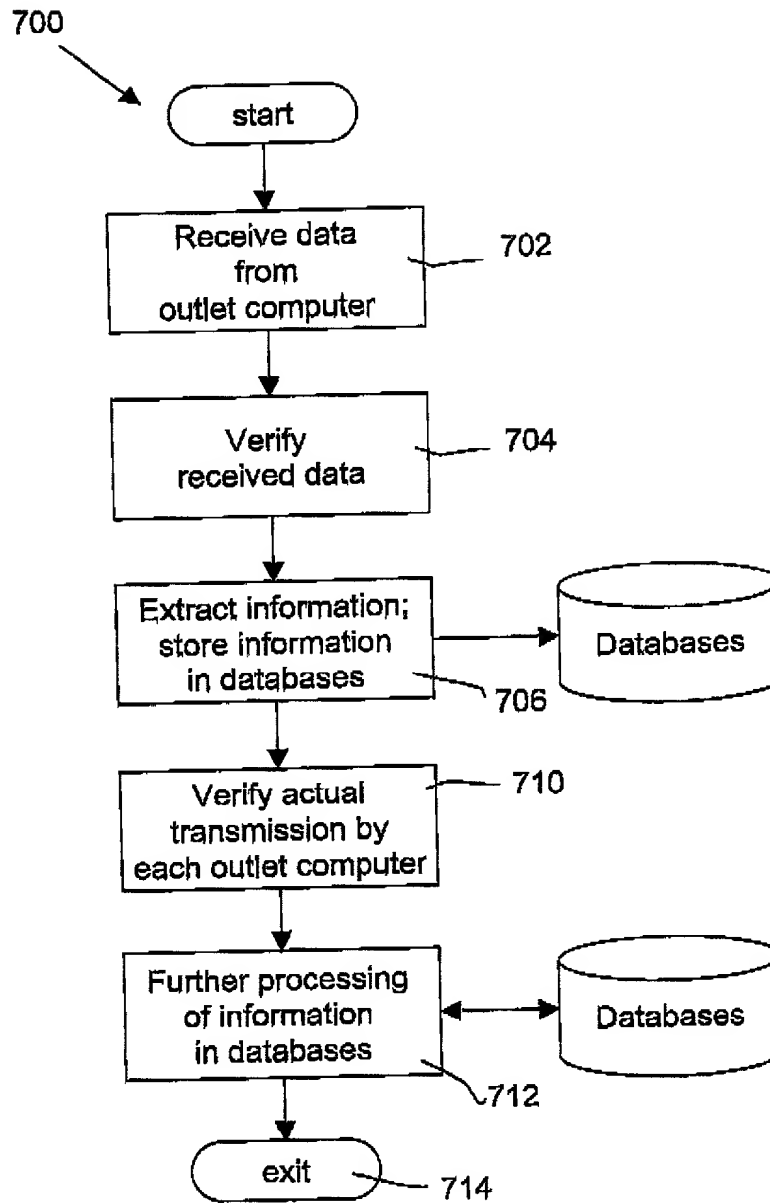 700
start
Receive data
from
outlet computer
702
Verify
received data
704
Extract information;
store information
in databases
706
Databases
Verify actual
transmission by
each outlet computer
710
Further processing
of information
in databases
712
Databases
exit
714